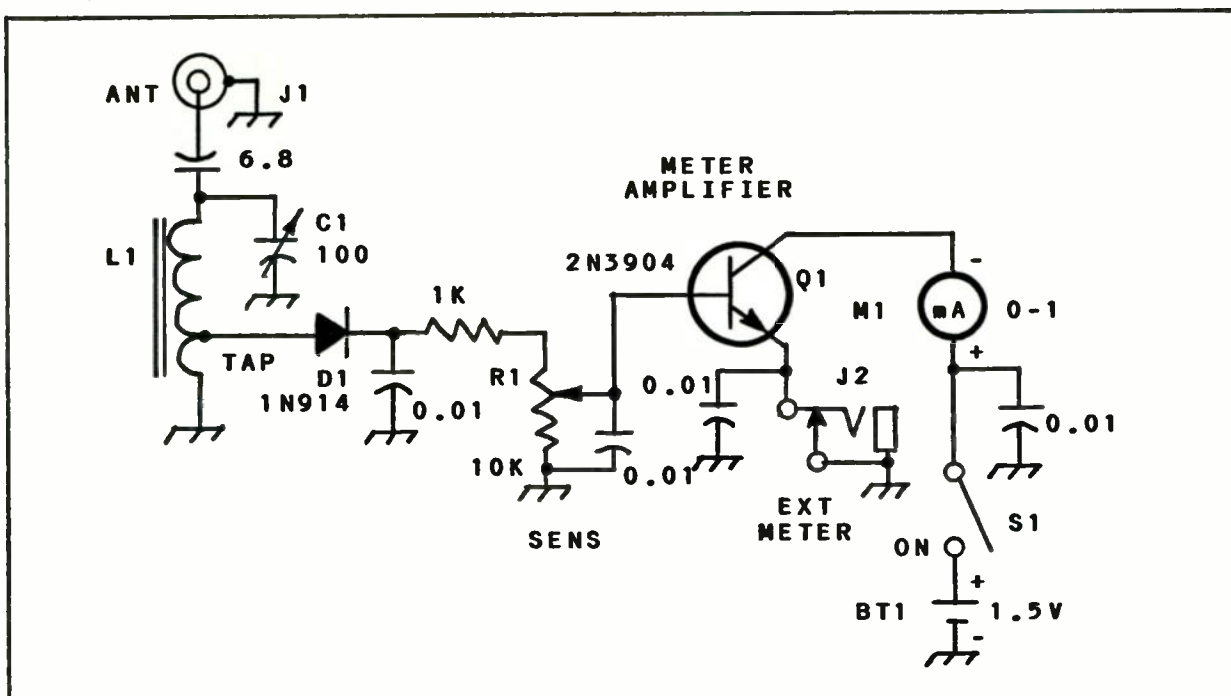 ANT
J1
6.8
L1
C1
100
TAP
D1
1N914
0.01
1K
R1
10K
0.01
SENS
METER
AMPLIFIER
2N3904
Q1
0.01
J2
EXT
METER
M1
mA
0-1
-
+
0.01
S1
ON
+
BT1
1.5V
-